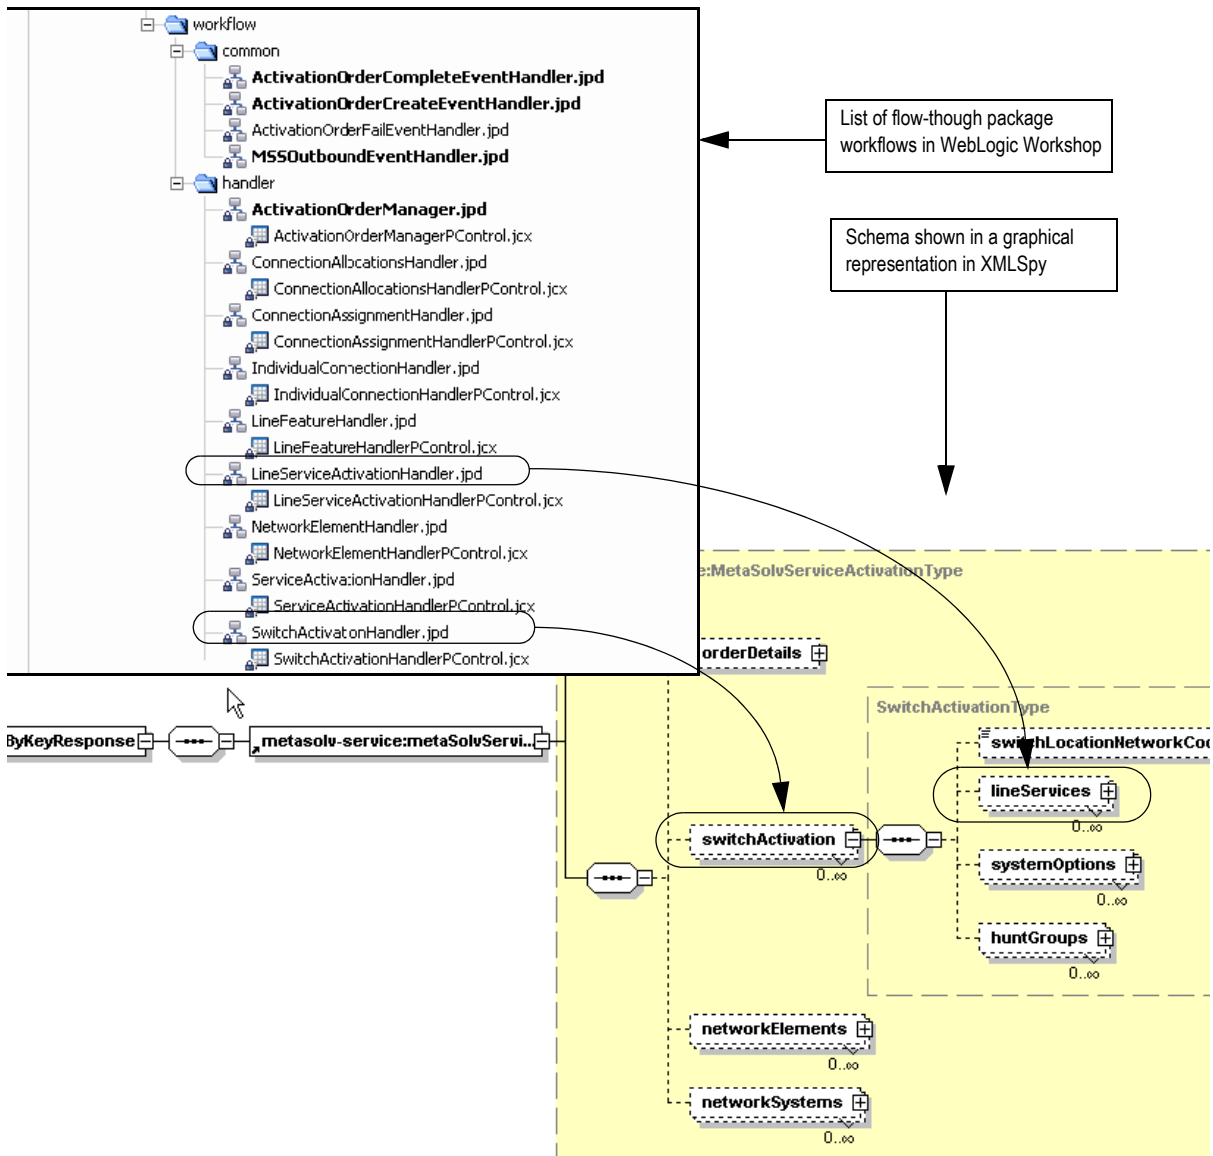 workflow
common
ActivationOrderCompleteEventHandler.jpd
ActivationOrderCreateEventHandler.jpd
ActivationOrderFailEventHandler.jpd
MSSOutboundEventHandler.jpd
handler
ActivationOrderManager.jpd
ActivationOrderManagerPControl.jcx
ConnectionAllocationsHandler.jpd
ConnectionAllocationsHandlerPControl.jcx
ConnectionAssignmentHandler.jpd
ConnectionAssignmentHandlerPControl.jcx
IndividualConnectionHandler.jpd
IndividualConnectionHandlerPControl.jcx
LineFeatureHandler.jpd
LineFeatureHandlerPControl.jcx
LineServiceActivationHandler.jpd
LineServiceActivationHandlerPControl.jcx
NetworkElementHandler.jpd
NetworkElementHandlerPControl.jcx
ServiceActivationHandler.jpd
ServiceActivationHandlerPControl.jcx
SwitchActivationHandler.jpd
SwitchActivationHandlerPControl.jcx
List of flow-though package
workflows in WebLogic Workshop
Schema shown in a graphical
representation in XMLSpy
e:MetaSolvServiceActivationType
orderDetails
SwitchActivationType
ByKeyResponse
metasolv-service:metaSolvServi...
switchLocationNetworkCod
lineServices
0..∞
switchActivation
0..∞
systemOptions
0..∞
huntGroups
0..∞
networkElements
0..∞
networkSystems
0..∞